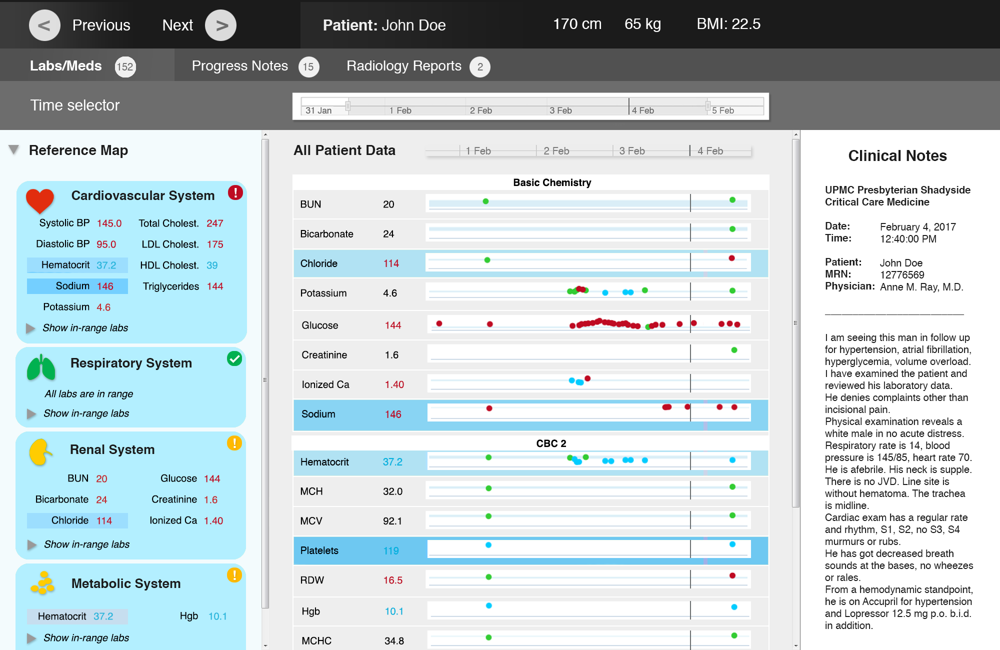 < Previous Next >
Patient: John Doe
170 cm 65 kg BMI: 22.5
Labs/Meds 152 Progress Notes 15 Radiology Reports 2
Time selector
31 Jan 1 Feb 2 Feb 3 Feb 4 Feb 5 Feb
Reference Map
Cardiovascular System !
Systolic BP 145.0 Total Cholest. 247
Diastolic BP 95.0 LDL Cholest. 175
Hematocrit 37.2 HDL Cholest. 39
Sodium 146 Triglycerides 144
Potassium 4.6
Show in-range labs
Respiratory System
All labs are in range
Show in-range labs
Renal System !
BUN 20 Glucose 144
Bicarbonate 24 Creatinine 1.6
Chloride 114 Ionized Ca 1.40
Show in-range labs
Metabolic System !
Hematocrit 37.2 Hgb 10.1
Show in-range labs
All Patient Data 1 Feb 2 Feb 3 Feb 4 Feb
Basic Chemistry
BUN 20
Bicarbonate 24
Chloride 114
Potassium 4.6
Glucose 144
Creatinine 1.6
Ionized Ca 1.40
Sodium 146
CBC 2
Hematocrit 37.2
MCH 32.0
MCV 92.1
Platelets 119
RDW 16.5
Hgb 10.1
MCHC 34.8
Clinical Notes
UPMC Presbyterian Shadyside
Critical Care Medicine
Date: February 4, 2017
Time: 12:40:00 PM
Patient: John Doe
MRN: 12776569
Physician: Anne M. Ray, M.D.
I am seeing this man in follow up
for hypertension, atrial fibrillation,
hyperglycemia, volume overload.
I have examined the patient and
reviewed his laboratory data.
He denies complaints other than
incisional pain.
Physical examination reveals a
white male in no acute distress.
Respiratory rate is 14, blood
pressure is 145/85, heart rate 70.
He is afebrile. His neck is supple.
There is no JVD. Line site is
without hematoma. The trachea
is midline.
Cardiac exam has a regular rate
and rhythm, S1, S2, no S3, S4
murmurs or rubs.
He has got decreased breath
sounds at the bases, no wheezes
or rales.
From a hemodynamic standpoint,
he is on Accupril for hypertension
and Lopressor 12.5 mg p.o. b.i.d.
in addition.